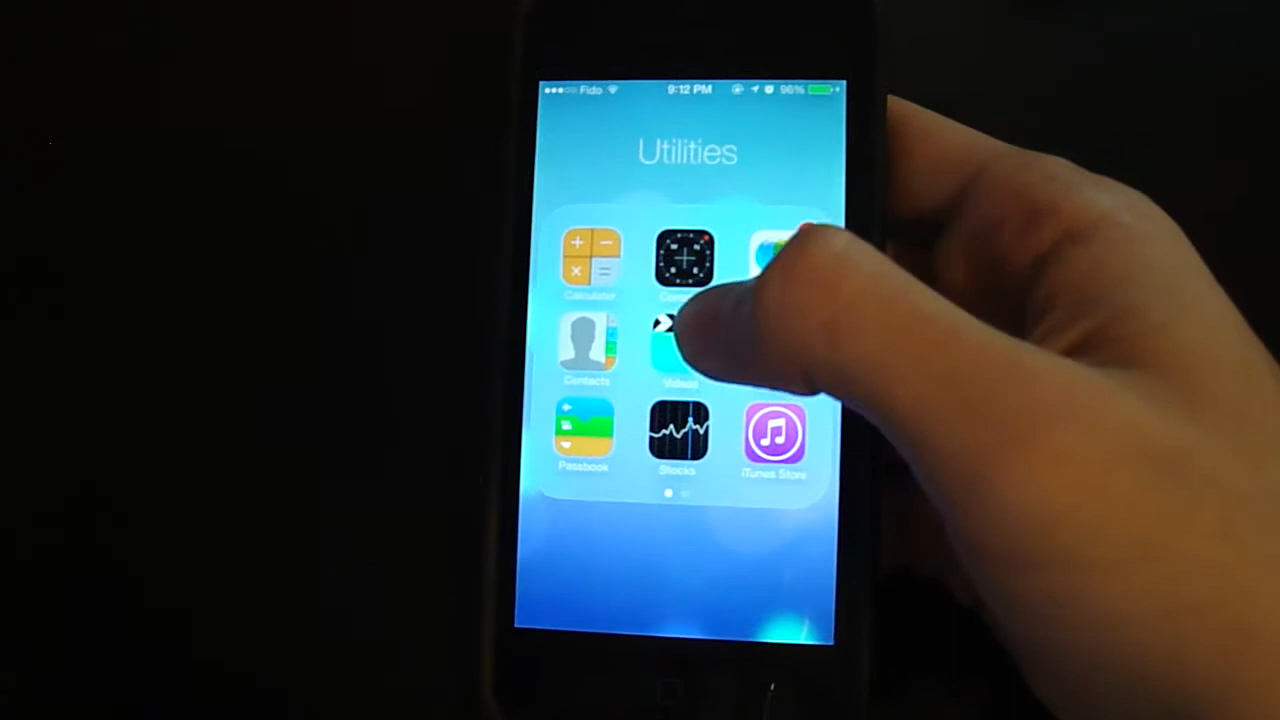 Fido 9:12 PM 96%
Utilities
Calculator
Contacts Videos
Passbook Stocks iTunes Store